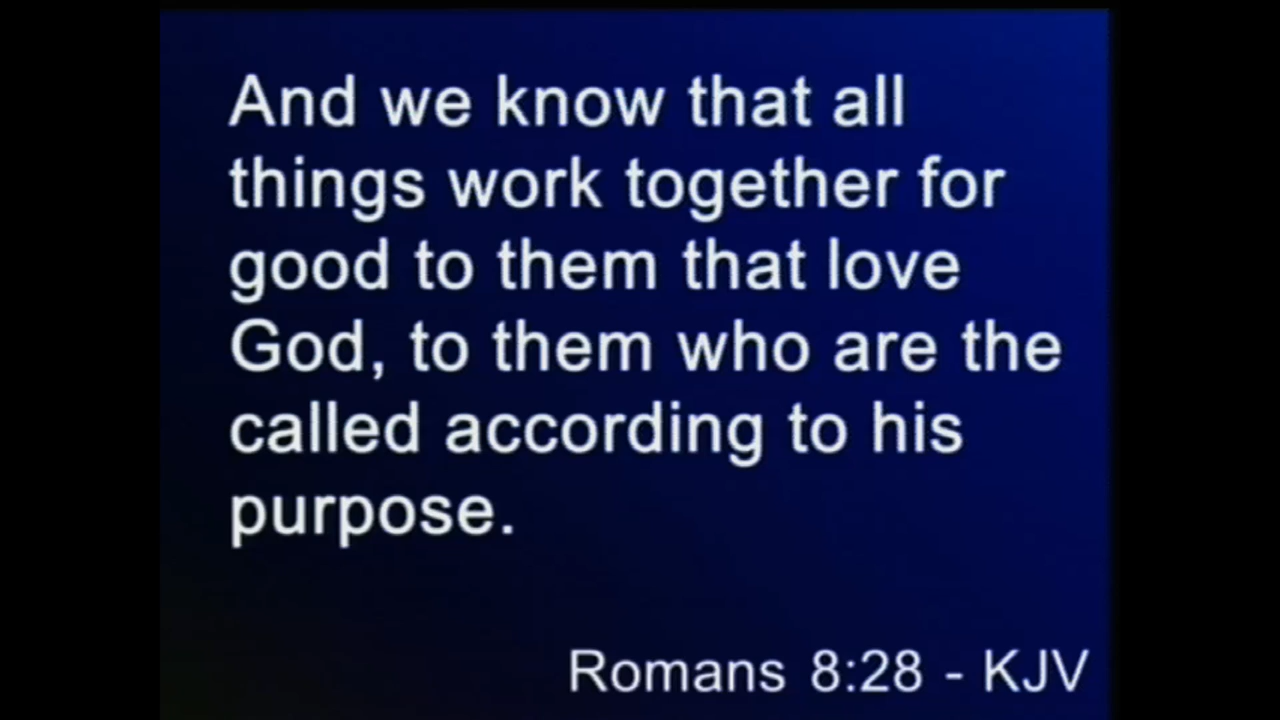 And we know that all
things work together for
good to them that love
God, to them who are the
called according to his
purpose.
Romans 8:28 - KJV